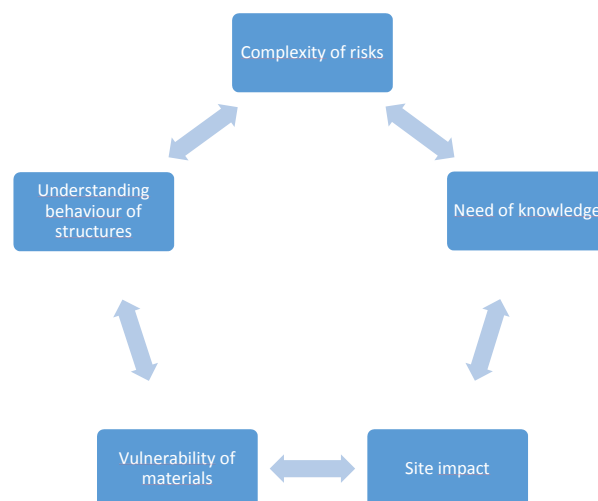 Complexity of risks
Understanding
behaviour of
structures
Need of knowledge
Vulnerability of
materials
Site impact